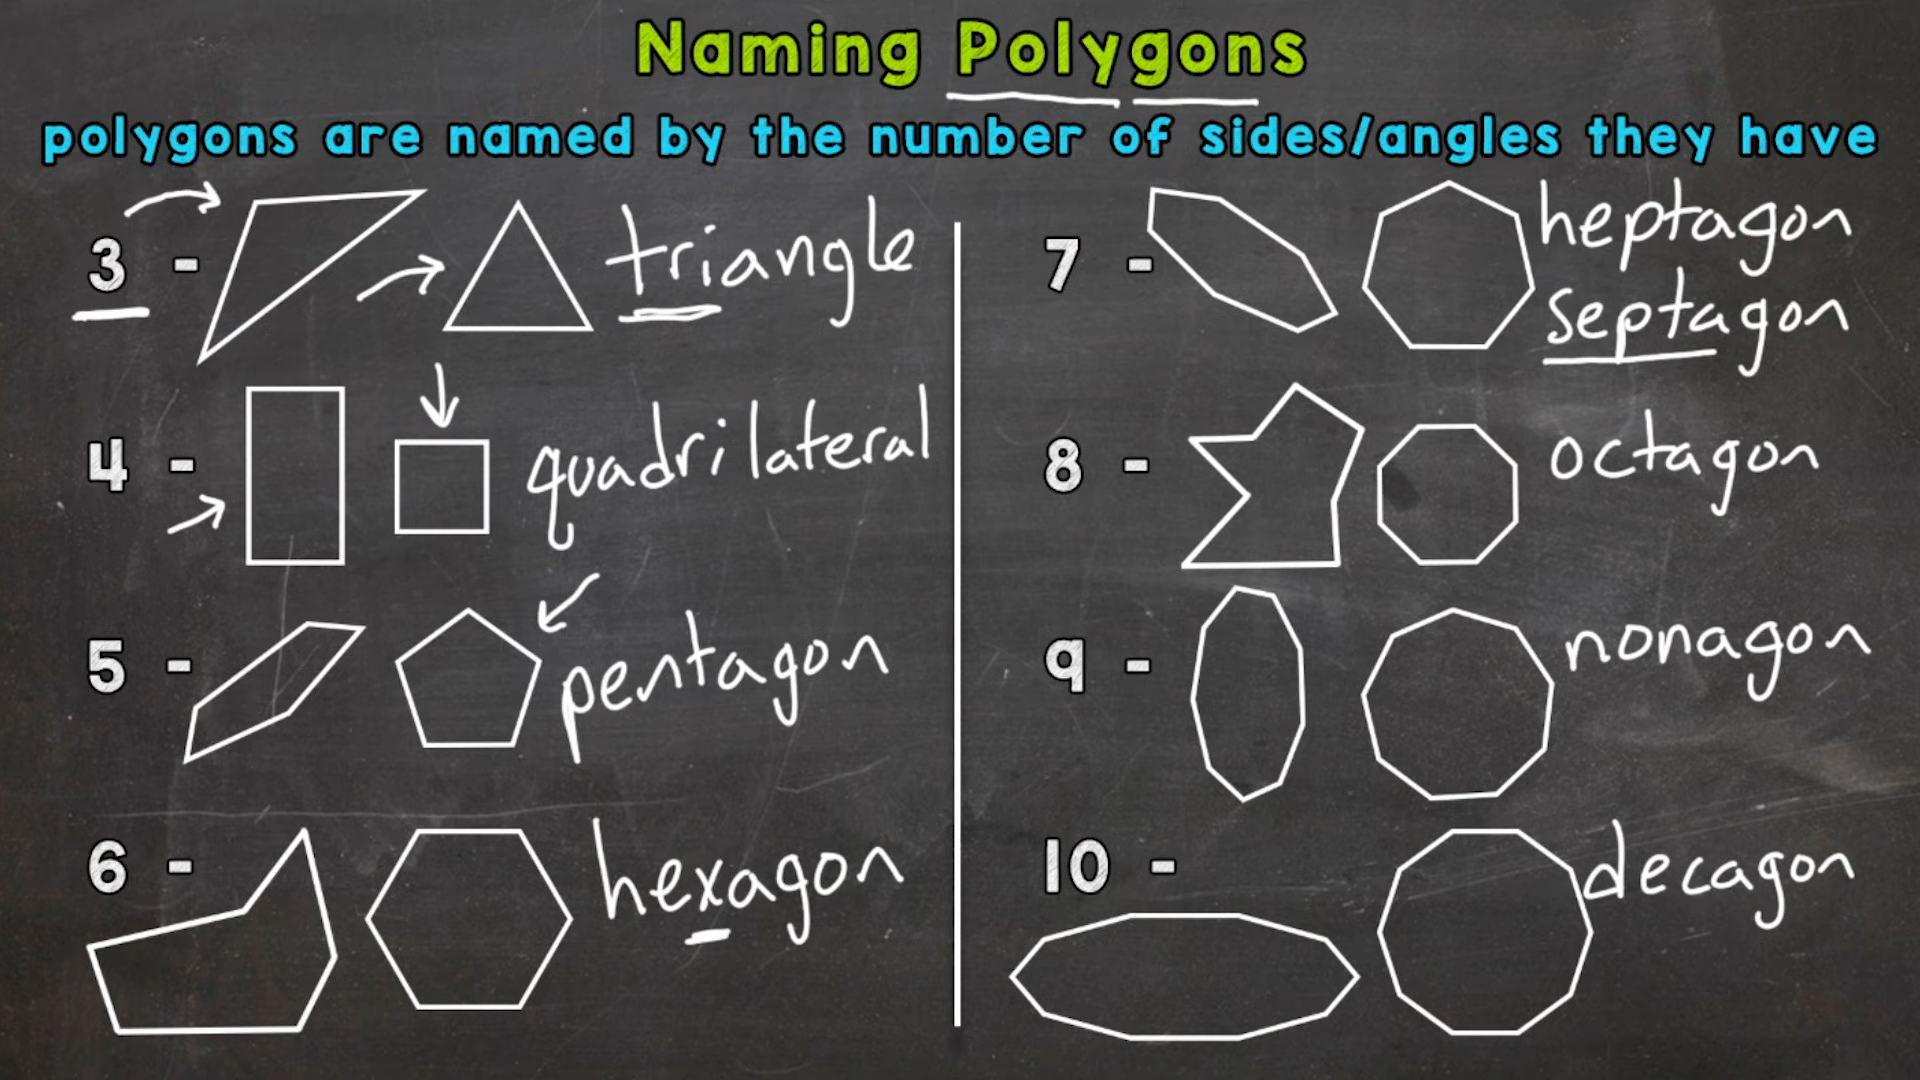 Naming Polygons
polygons are named by the number of sides/angles they have
3 - triangle
4 - quadrilateral
5 - pentagon
6 - hexagon
7 - heptagon
septagon
8 - octagon
9 - nonagon
10 - decagon